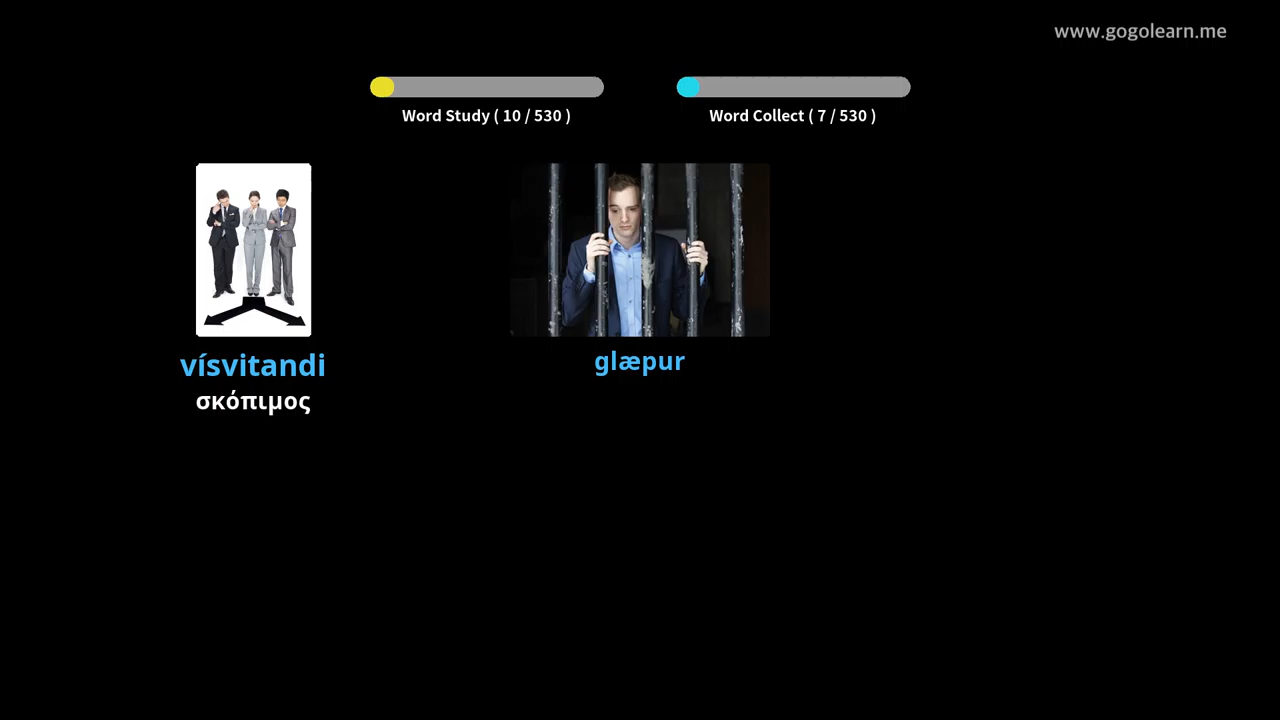 www.gogolearn.me
Word Study ( 10 / 530 )
Word Collect ( 7 / 530 )
vísvitandi
σκόπιμος
glæpur